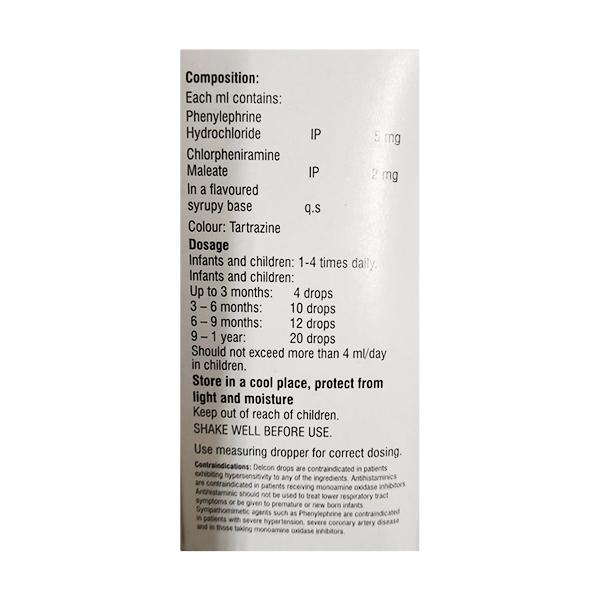 Composition:
Each ml contains:
Phenylephrine
Hydrochloride IP 5 mg
Chlorpheniramine
Maleate IP 2 mg
In a flavoured
syrupy base q.s
Colour: Tartrazine
Dosage
Infants and children: 1-4 times daily.
Infants and children:
Up to 3 months: 4 drops
3 – 6 months: 10 drops
6 – 9 months: 12 drops
9 – 1 year: 20 drops
Should not exceed more than 4 ml/day
in children.
Store in a cool place, protect from
light and moisture
Keep out of reach of children.
SHAKE WELL BEFORE USE.
Use measuring dropper for correct dosing.
Contraindications: Delcon drops are contraindicated in patients
exhibiting hypersensitivity to any of the ingredients. Antihistaminics
are contraindicated in patients receiving monoamine oxidase inhibitors.
Antihistaminic should not be used to treat lower respiratory tract
symptoms or be given to premature or new born infants.
Sympathomimetic agents such as Phenylephrine are contraindicated
in patients with severe hypertension, severe coronary artery disease
and in those taking monoamine oxidase inhibitors.